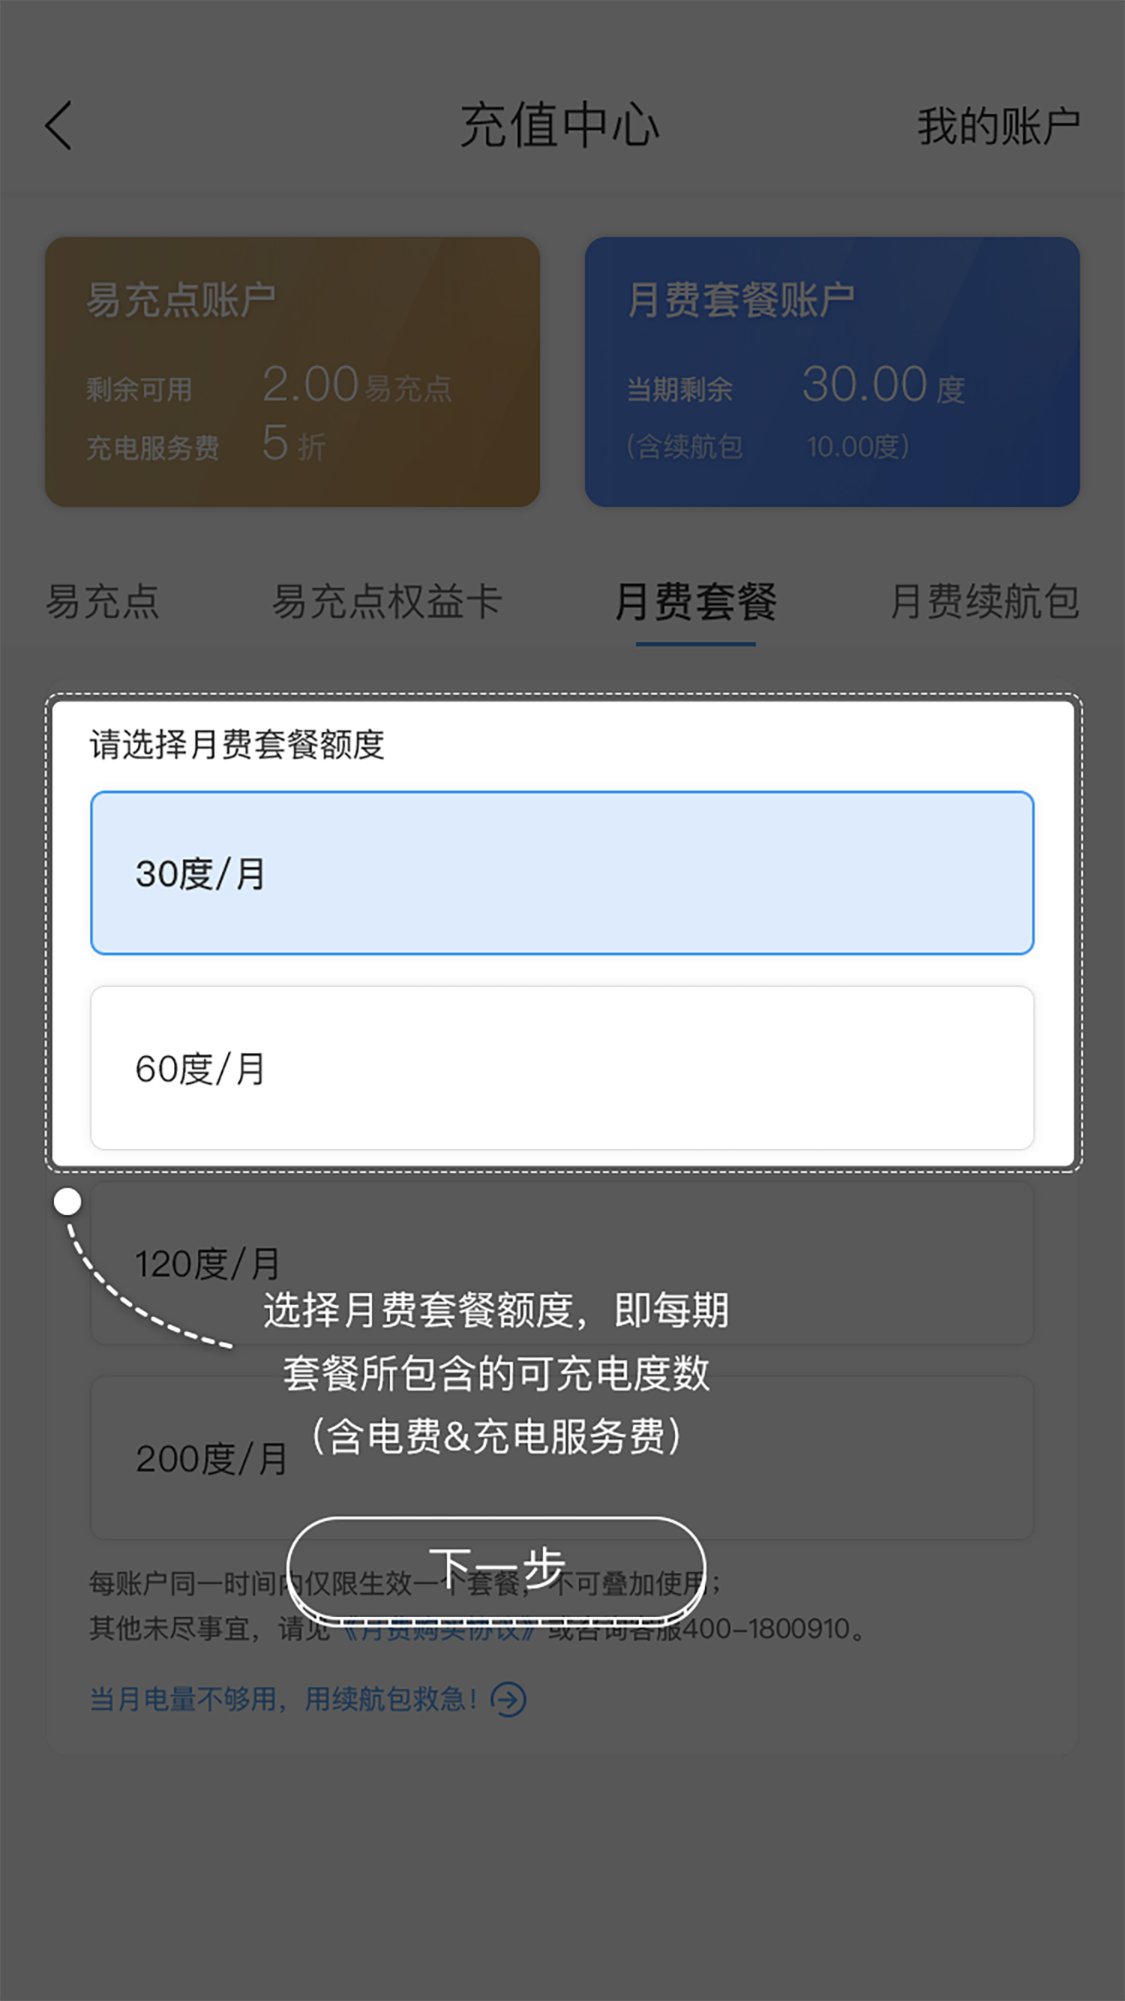 充值中心
我的账户
易充点账户
剩余可用 2.00易充点
充电服务费 5折
月费套餐账户
当期剩余 30.00度
(含续航包 10.00度)
易充点 易充点权益卡 月费套餐 月费续航包
请选择月费套餐额度
30度/月
60度/月
120度/月
选择月费套餐额度，即每期
套餐所包含的可充电度数
（含电费&充电服务费）
200度/月
下一步
每账户同一时间内仅限生效一个套餐，不可叠加使用；
其他未尽事宜，请见《月费购买协议》或咨询客服400-1800910。
当月电量不够用，用续航包救急！